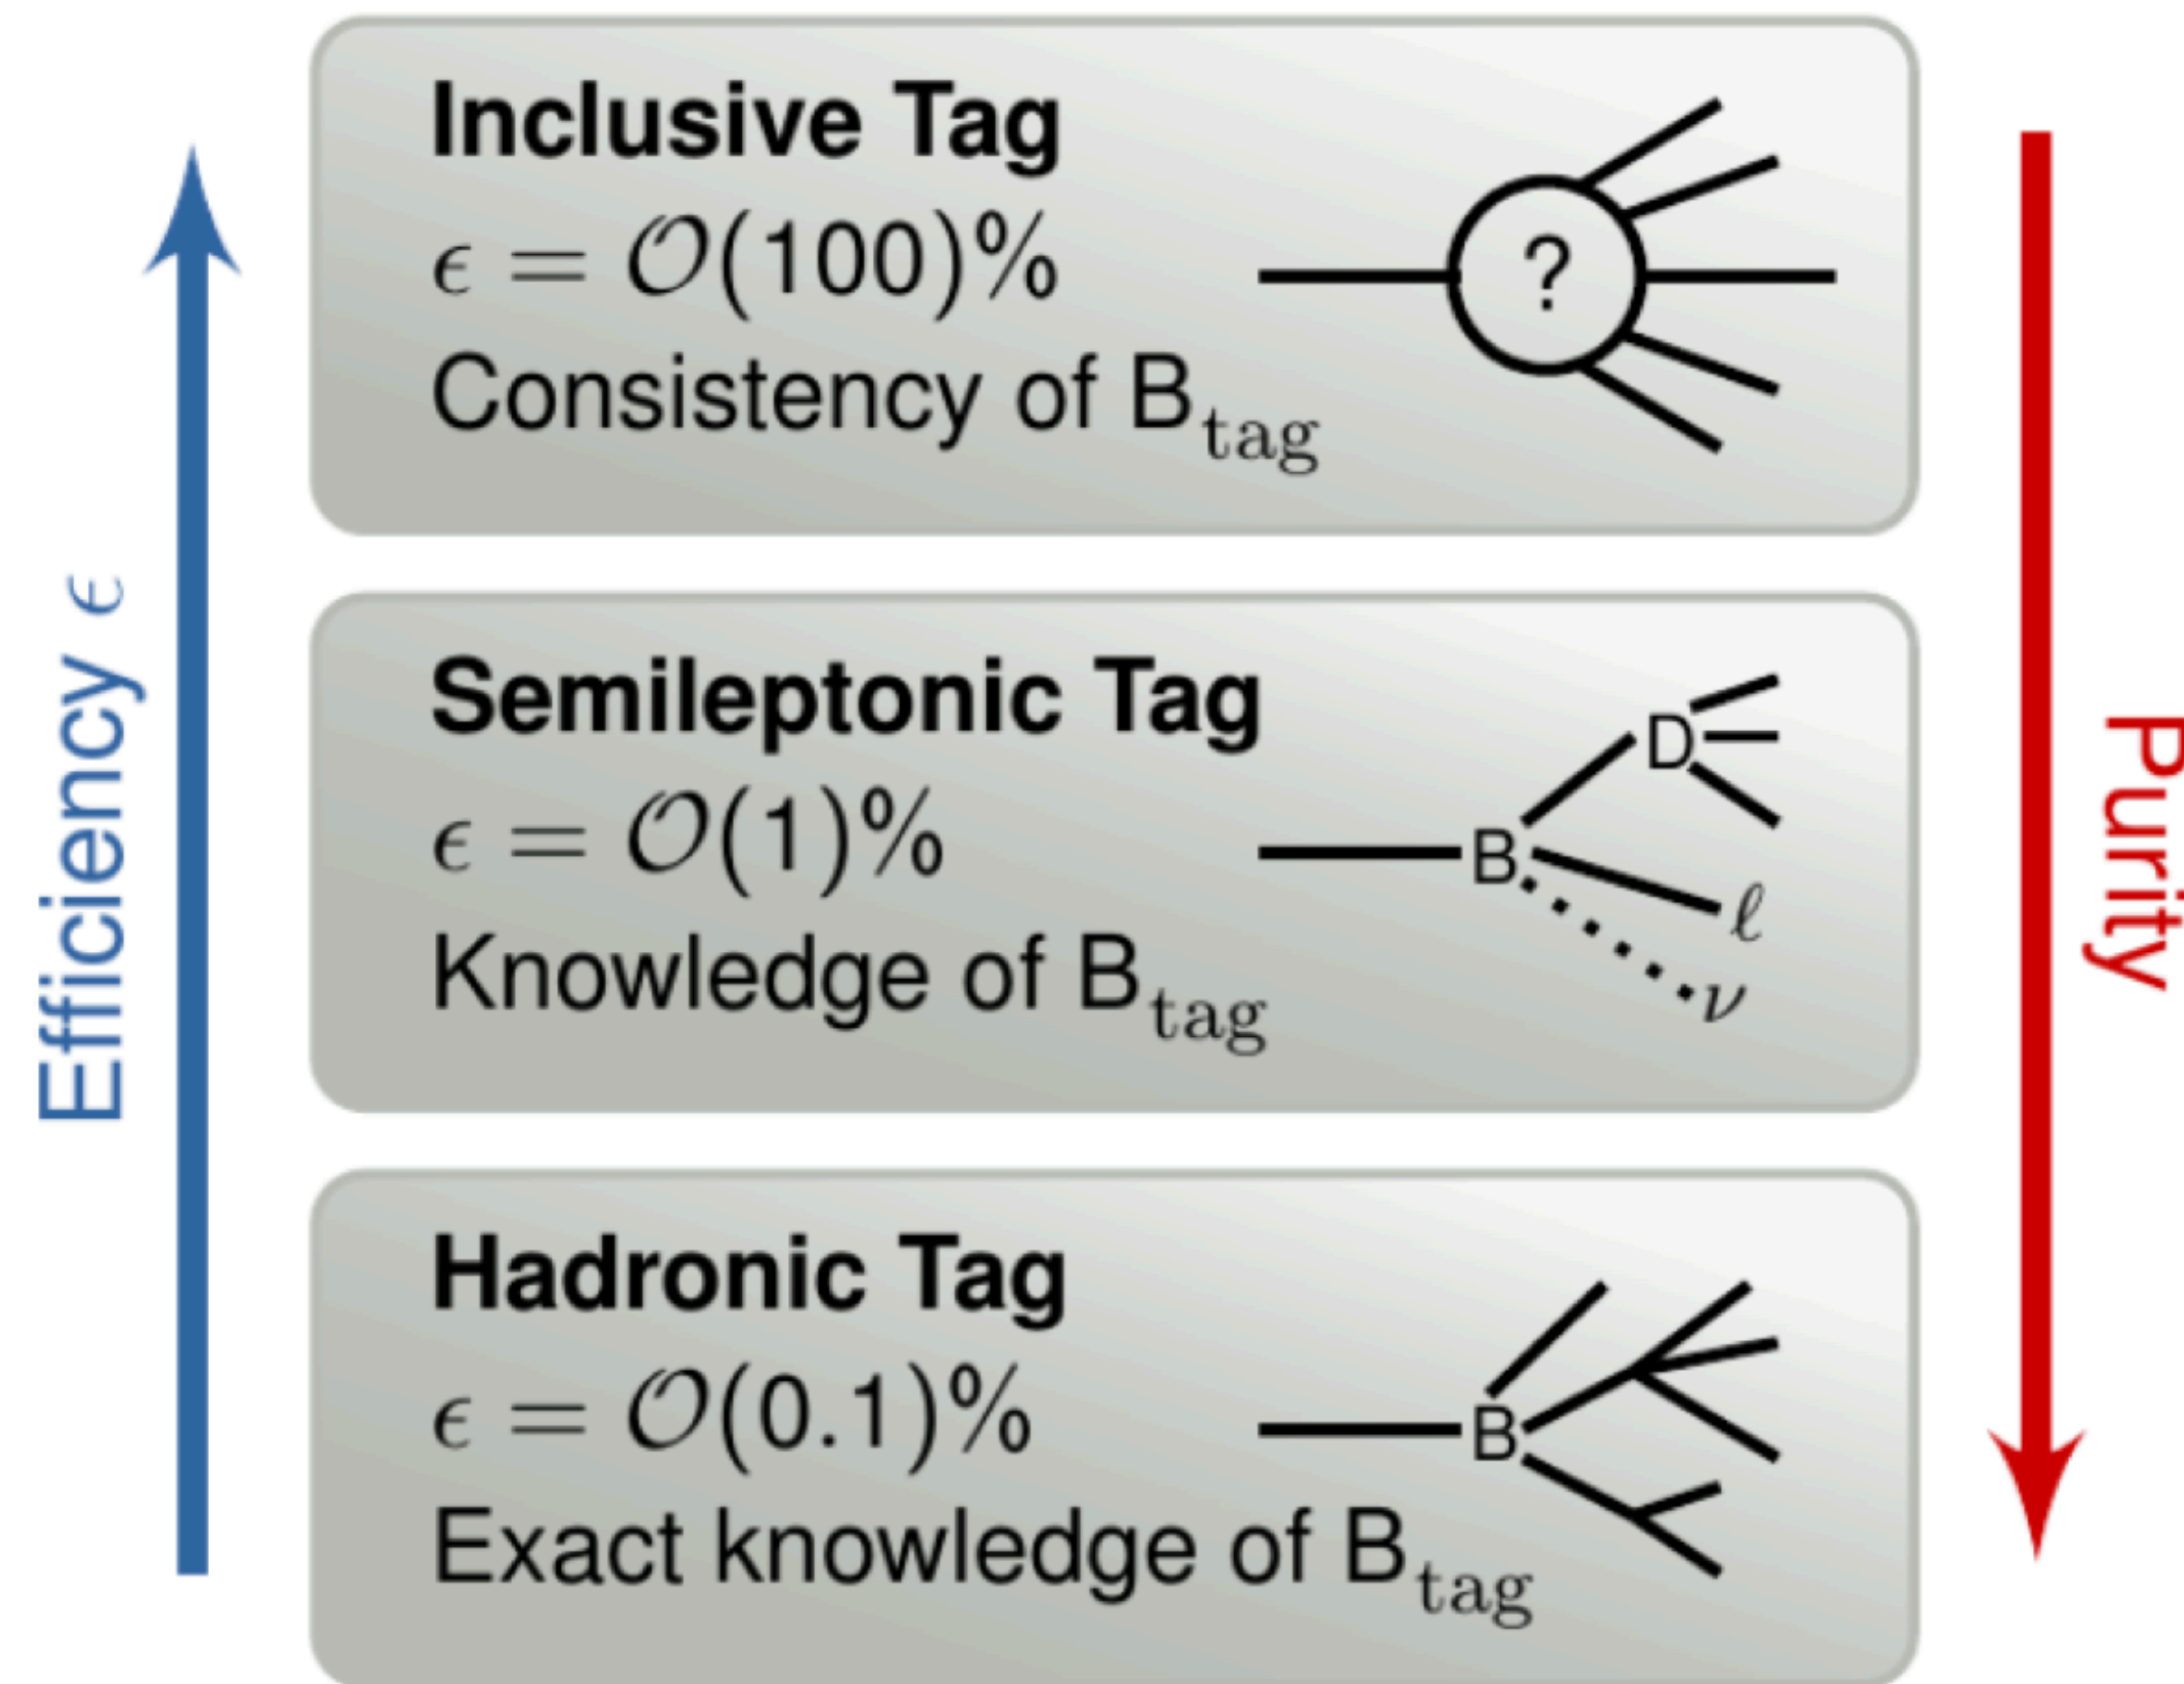 Efficiency ϵ
Inclusive Tag
ϵ = 𝒪(100)%
Consistency of B_tag
?
Semileptonic Tag
ϵ = 𝒪(1)%
Knowledge of B_tag
D
B
ℓ
ν
Hadronic Tag
ϵ = 𝒪(0.1)%
Exact knowledge of B_tag
B
Purity